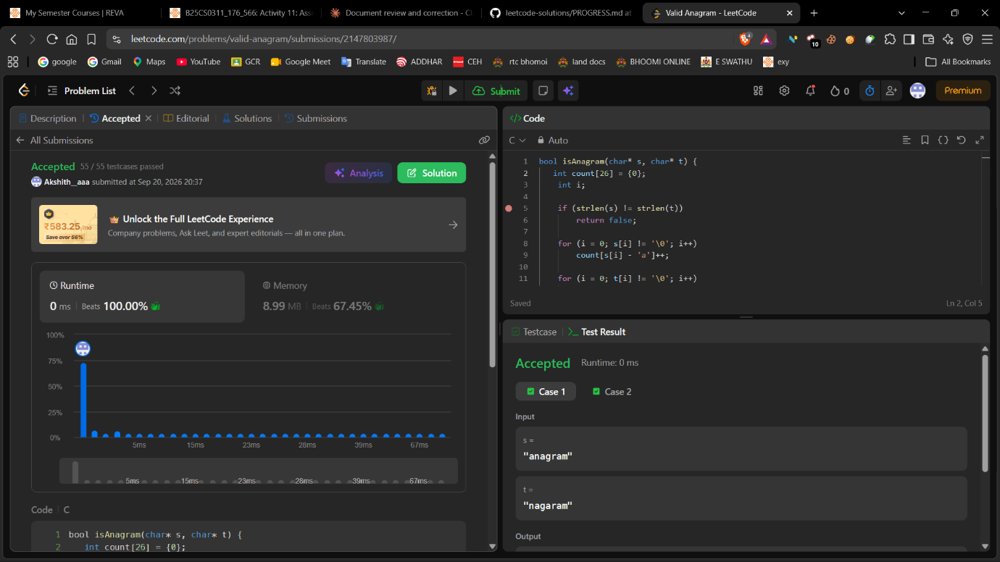 My Semester Courses | REVA
B25CS0311_176_566: Activity 11: Ass
Document review and correction - Cl
leetcode-solutions/PROGRESS.md at
Valid Anagram - LeetCode
leetcode.com/problems/valid-anagram/submissions/2147803987/
4
10
google Gmail Maps YouTube GCR Google Meet Translate ADDHAR CEH rtc bhomoi land docs BHOOMI ONLINE E SWATHU exy All Bookmarks
Problem List Submit 0 Premium
Description Accepted Editorial Solutions Submissions
All Submissions
Accepted 55 / 55 testcases passed
Akshith__aaa submitted at Sep 20, 2026 20:37
Analysis Solution
₹583.25/mo
Save over 56%
Unlock the Full LeetCode Experience
Company problems, Ask Leet, and expert editorials — all in one plan.
Runtime
0 ms Beats 100.00%
Memory
8.99 MB Beats 67.45%
100%
75%
50%
25%
0%
5ms 15ms 23ms 28ms 39ms 67ms
5ms 15ms 23ms 28ms 39ms 67ms
Code C
1 bool isAnagram(char* s, char* t) {
2 int count[26] = {0};
</> Code
C Auto
1 bool isAnagram(char* s, char* t) {
2 int count[26] = {0};
3 int i;
4
5 if (strlen(s) != strlen(t))
6 return false;
7
8 for (i = 0; s[i] != '\0'; i++)
9 count[s[i] - 'a']++;
10
11 for (i = 0; t[i] != '\0'; i++)
Saved Ln 2, Col 5
Testcase >_ Test Result
Accepted Runtime: 0 ms
Case 1 Case 2
Input
s =
"anagram"
t =
"nagaram"
Output